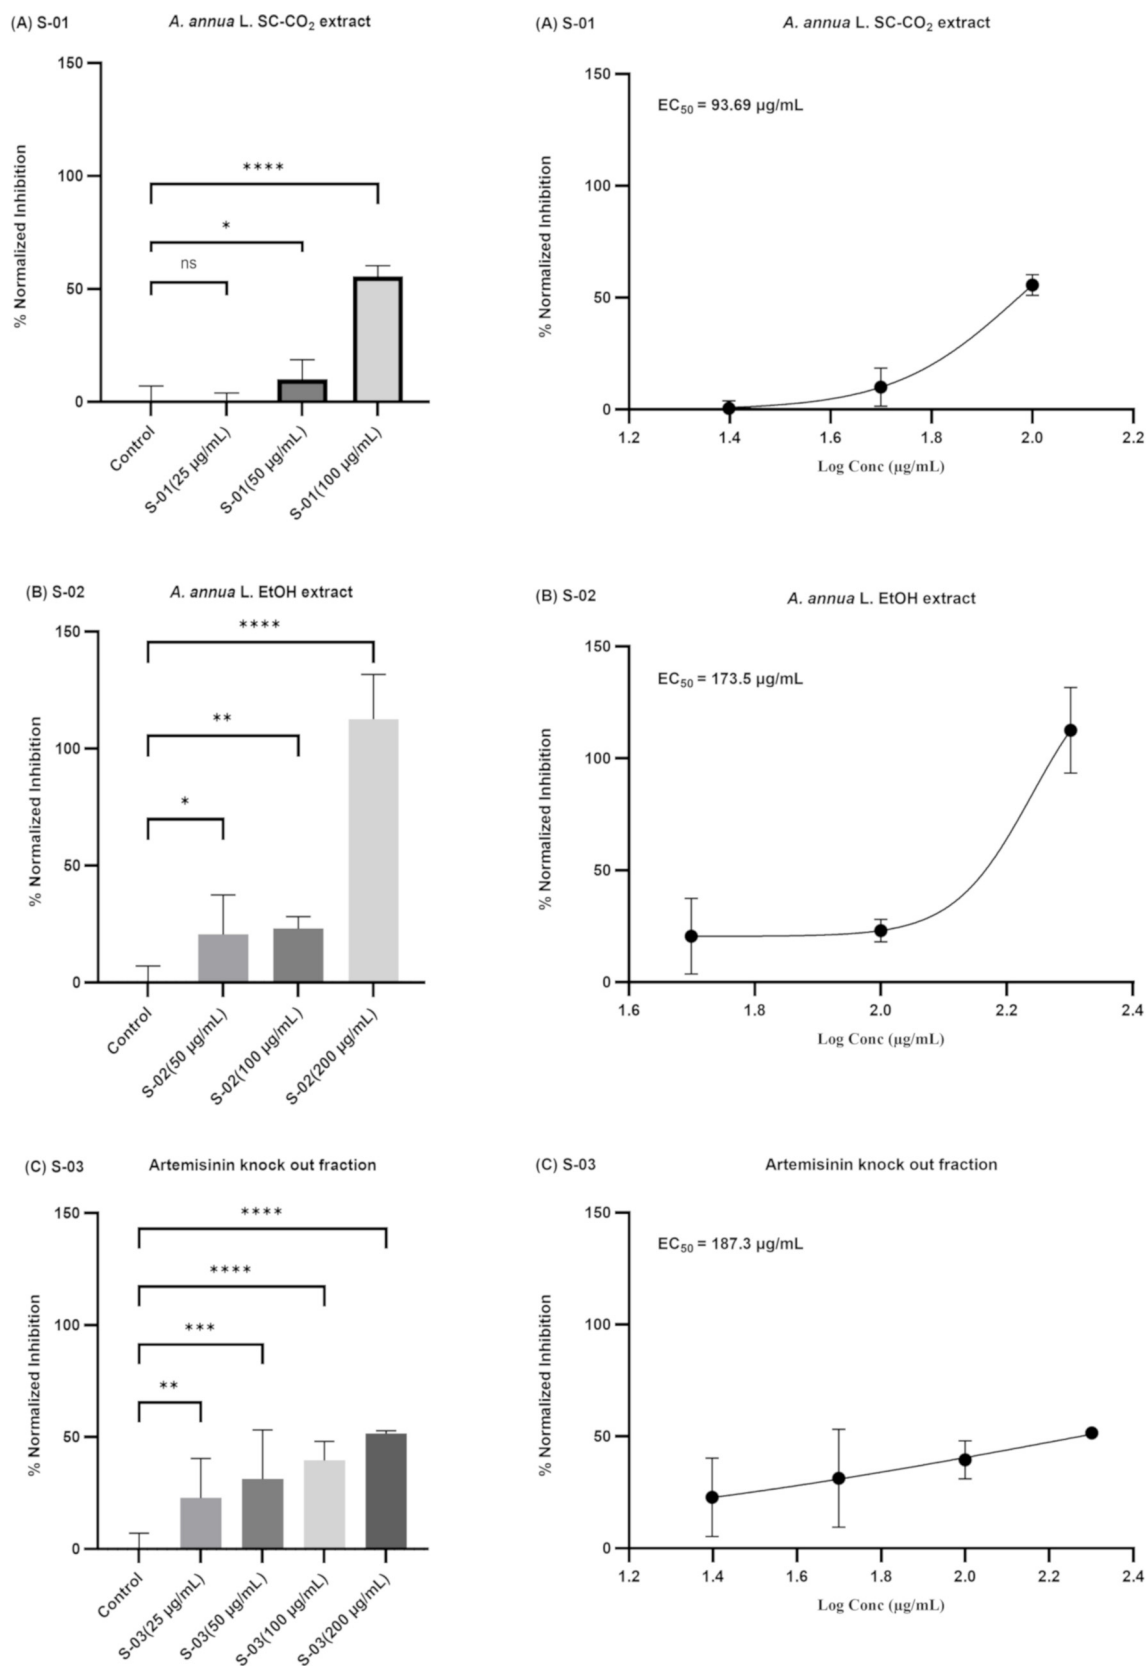 (A) S-01
A. annua L. SC-CO₂ extract
% Normalized Inhibition
150
100
50
0
****
*
ns
Control
S-01(25 µg/mL)
S-01(50 µg/mL)
S-01(100 µg/mL)
(A) S-01
A. annua L. SC-CO₂ extract
EC₅₀ = 93.69 µg/mL
% Normalized Inhibition
150
100
50
0
1.2 1.4 1.6 1.8 2.0 2.2
Log Conc (µg/mL)
(B) S-02
A. annua L. EtOH extract
% Normalized Inhibition
150
100
50
0
****
**
*
Control
S-02(50 µg/mL)
S-02(100 µg/mL)
S-02(200 µg/mL)
(B) S-02
A. annua L. EtOH extract
EC₅₀ = 173.5 µg/mL
% Normalized Inhibition
150
100
50
0
1.6 1.8 2.0 2.2 2.4
Log Conc (µg/mL)
(C) S-03
Artemisinin knock out fraction
% Normalized Inhibition
150
100
50
0
****
****
***
**
Control
S-03(25 µg/mL)
S-03(50 µg/mL)
S-03(100 µg/mL)
S-03(200 µg/mL)
(C) S-03
Artemisinin knock out fraction
EC₅₀ = 187.3 µg/mL
% Normalized Inhibition
150
100
50
0
1.2 1.4 1.6 1.8 2.0 2.2 2.4
Log Conc (µg/mL)